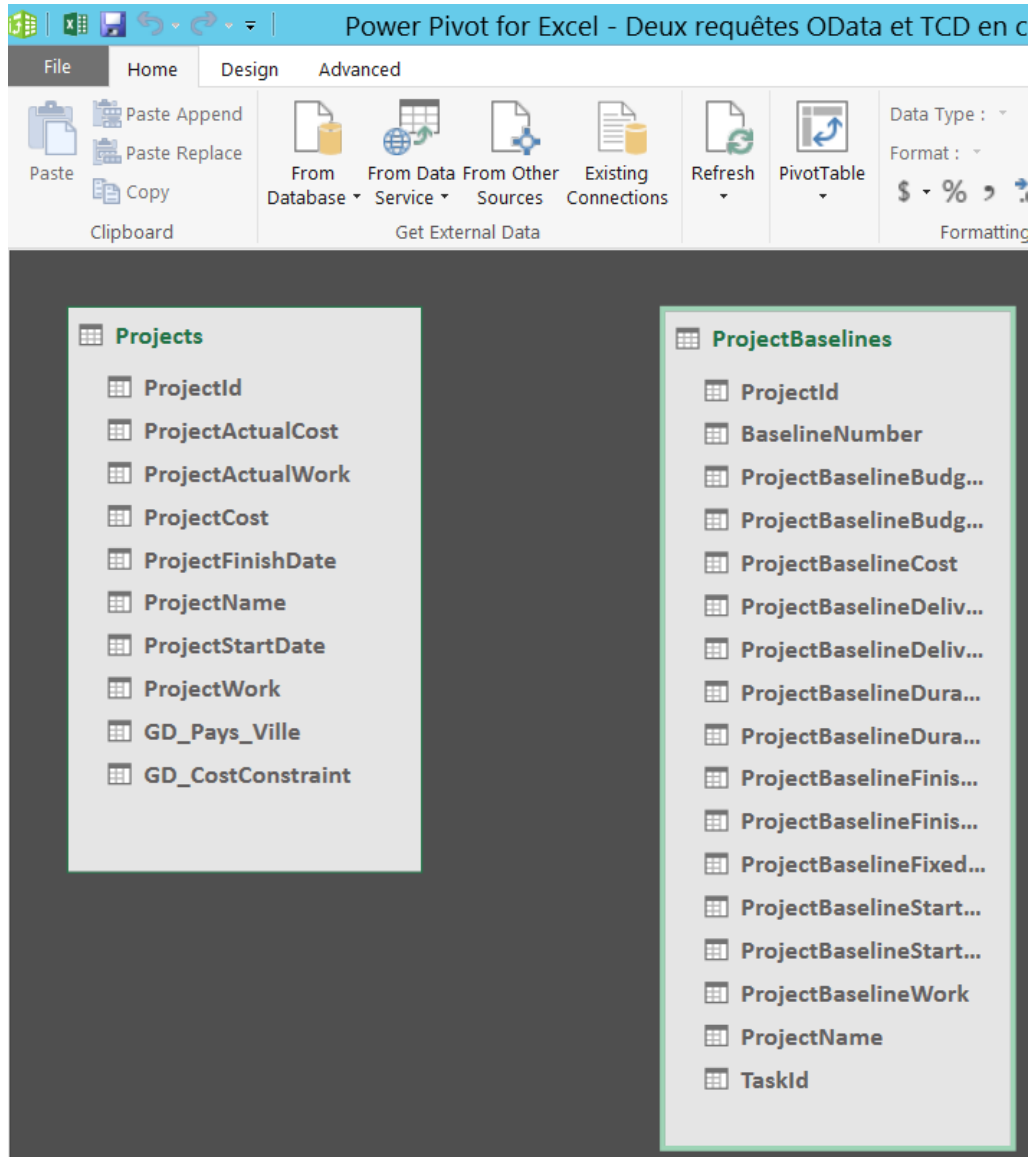 Power Pivot for Excel - Deux requêtes OData et TCD en c
File Home Design Advanced
Paste
Paste Append
Paste Replace
Copy
Clipboard
From Database
From Data Service
From Other Sources
Existing Connections
Get External Data
Refresh
PivotTable
Data Type :
Format :
$ % ,
Formatting
Projects
ProjectId
ProjectActualCost
ProjectActualWork
ProjectCost
ProjectFinishDate
ProjectName
ProjectStartDate
ProjectWork
GD_Pays_Ville
GD_CostConstraint
ProjectBaselines
ProjectId
BaselineNumber
ProjectBaselineBudg...
ProjectBaselineBudg...
ProjectBaselineCost
ProjectBaselineDeliv...
ProjectBaselineDeliv...
ProjectBaselineDura...
ProjectBaselineDura...
ProjectBaselineFinis...
ProjectBaselineFinis...
ProjectBaselineFixed...
ProjectBaselineStart...
ProjectBaselineStart...
ProjectBaselineWork
ProjectName
TaskId